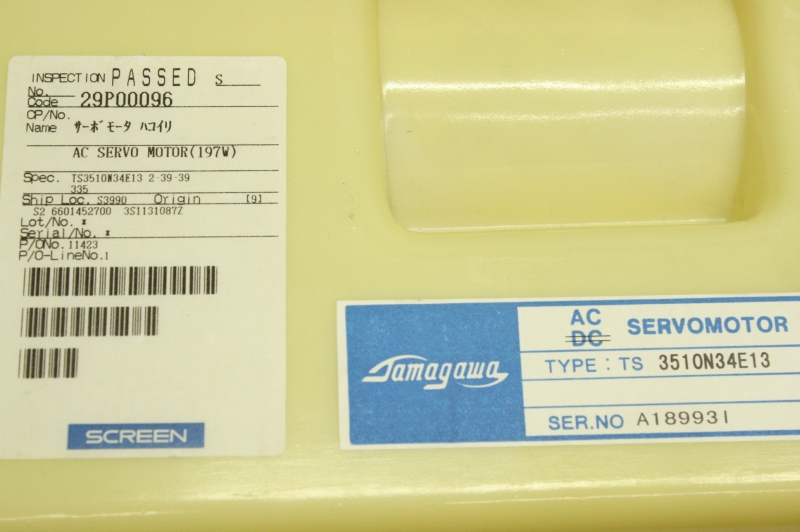 INSPECTION PASSED S
No.
Code 29P00096
CP/No.
Name サーボモータ ハコイリ
AC SERVO MOTOR(197W)
Spec. TS3510N34E13 2-39-39
335
Ship Loc. S3990 Origin [9]
S2 6601452700 3S1131087Z
Lot/No. *
Serial/No. *
P/ONo. 11423
P/O-LineNo. 1
SCREEN
Tamagawa
AC
DC SERVOMOTOR
TYPE : TS 3510N34E13
SER.NO A189931